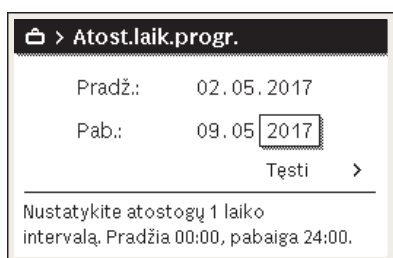 > Atost.laik.progr.
Pradž.: 02.05.2017
Pab.: 09.05 2017
Tęsti >
Nustatykite atostogų 1 laiko
intervalą. Pradžia 00:00, pabaiga 24:00.